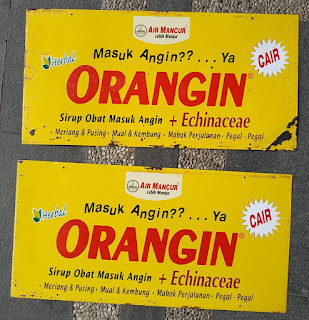 AIR MANCUR
Lebih Manjur
Herbal
Masuk Angin??...Ya
CAIR
ORANGIN®
Sirup Obat Masuk Angin + Echinaceae
· Meriang & Pusing · Mual & Kembung · Mabok Perjalanan · Pegal - Pegal
AIR MANCUR
Lebih Manjur
Herbal
Masuk Angin??...Ya
CAIR
ORANGIN®
Sirup Obat Masuk Angin + Echinaceae
· Meriang & Pusing · Mual & Kembung · Mabok Perjalanan · Pegal - Pegal